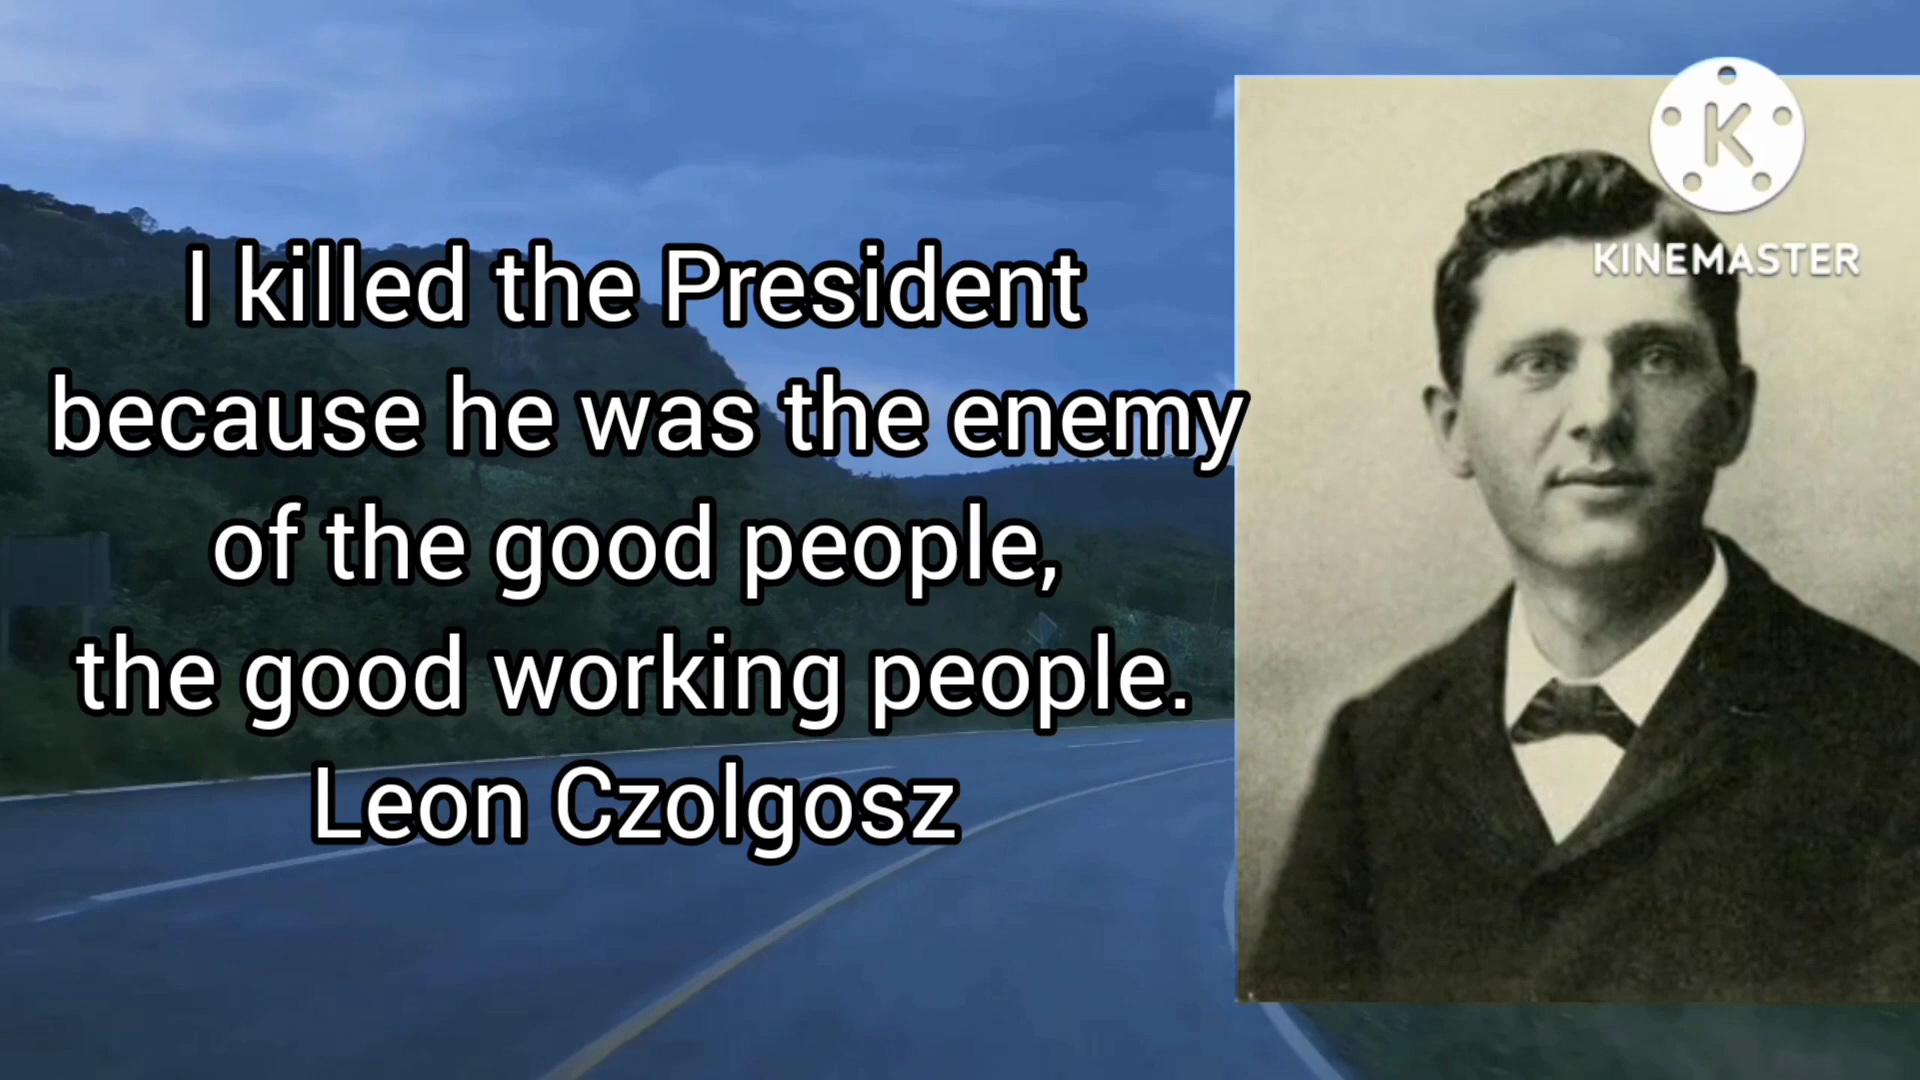 I killed the President
because he was the enemy
of the good people,
the good working people.
Leon Czolgosz
K
KINEMASTER